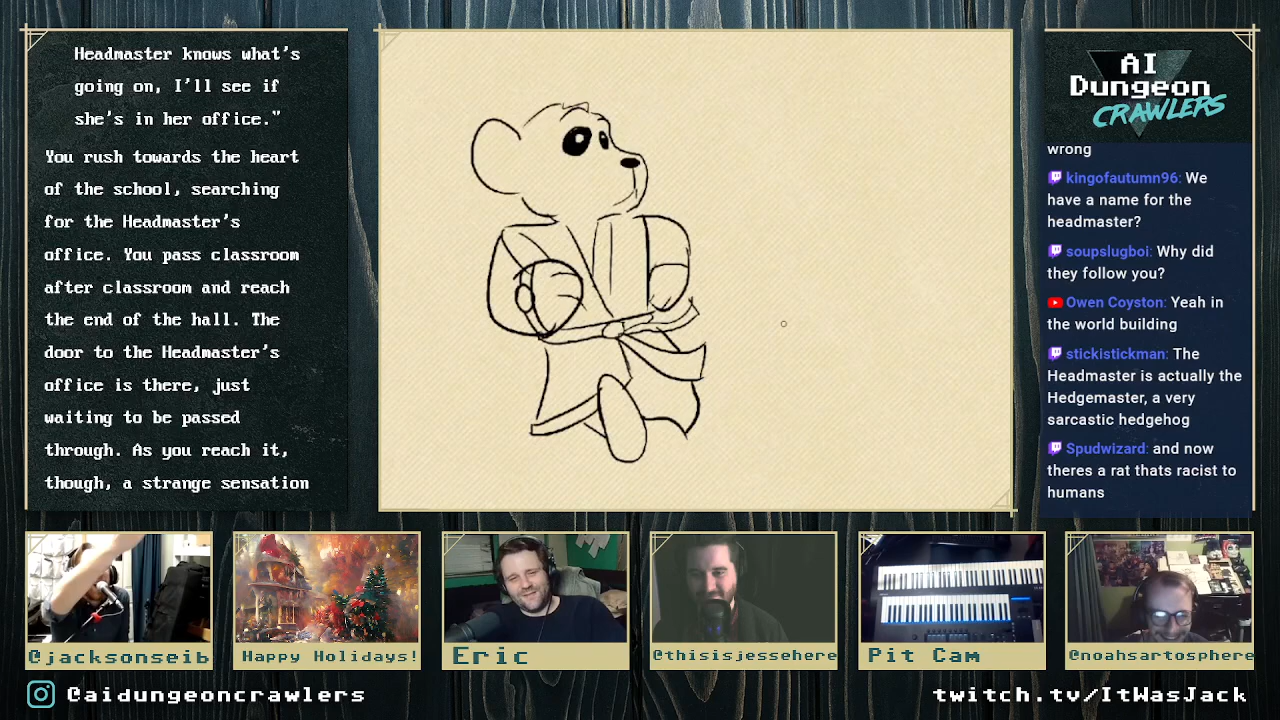 Headmaster knows what's
going on, I'll see if
she's in her office."
You rush towards the heart
of the school, searching
for the Headmaster's
office. You pass classroom
after classroom and reach
the end of the hall. The
door to the Headmaster's
office is there, just
waiting to be passed
through. As you reach it,
though, a strange sensation
AI
Dungeon
CRAWLERS
wrong
kingofautumn96: We
have a name for the
headmaster?
soupslugboi: Why did
they follow you?
Owen Coyston: Yeah in
the world building
stickistickman: The
Headmaster is actually the
Hedgemaster, a very
sarcastic hedgehog
Spudwizard: and now
theres a rat thats racist to
humans
@jacksonseib
Happy Holidays!
Eric
@thisisjessehere
Pit Cam
@noahsartosphere
@aidungeoncrawlers
twitch.tv/ItWasJack